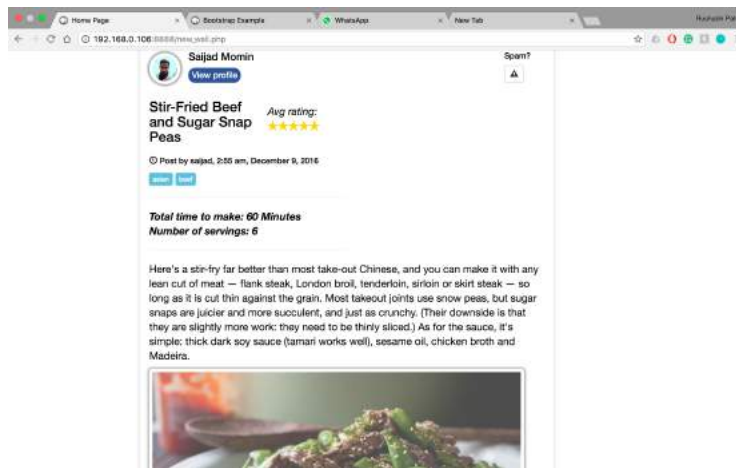 Home Page
Bootstrap Example
WhatsApp
New Tab
192.168.0.106:8888/new_wall.php
Saijad Momin
Spam?
View profile
Stir-Fried Beef
and Sugar Snap
Peas
Avg rating:
Post by saijad, 2:55 am, December 9, 2016
asian beef
Total time to make: 60 Minutes
Number of servings: 6
Here's a stir-fry far better than most take-out Chinese, and you can make it with any
lean cut of meat — flank steak, London broil, tenderloin, sirloin or skirt steak — so
long as it is cut thin against the grain. Most takeout joints use snow peas, but sugar
snaps are juicier and more succulent, and just as crunchy. (Their downside is that
they are slightly more work: they need to be thinly sliced.) As for the sauce, it's
simple: thick dark soy sauce (tamari works well), sesame oil, chicken broth and
Madeira.